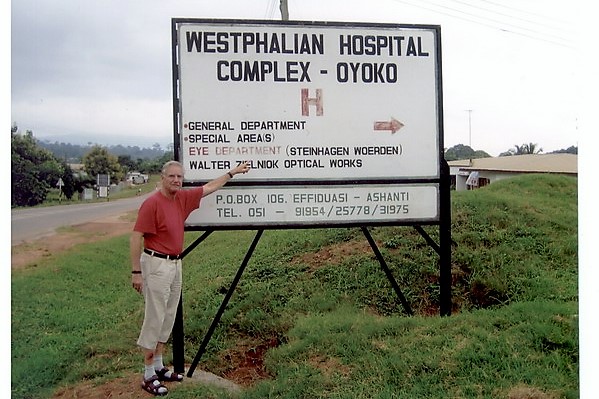 WESTPHALIAN HOSPITAL
COMPLEX - OYOKO
H
•GENERAL DEPARTMENT
•SPECIAL AREA(S)
EYE DEPARTMENT (STEINHAGEN WOERDEN)
WALTER ZIELNIOK OPTICAL WORKS
P.O.BOX 106. EFFIDUASI - ASHANTI
TEL. 051 - 91954/25778/31975